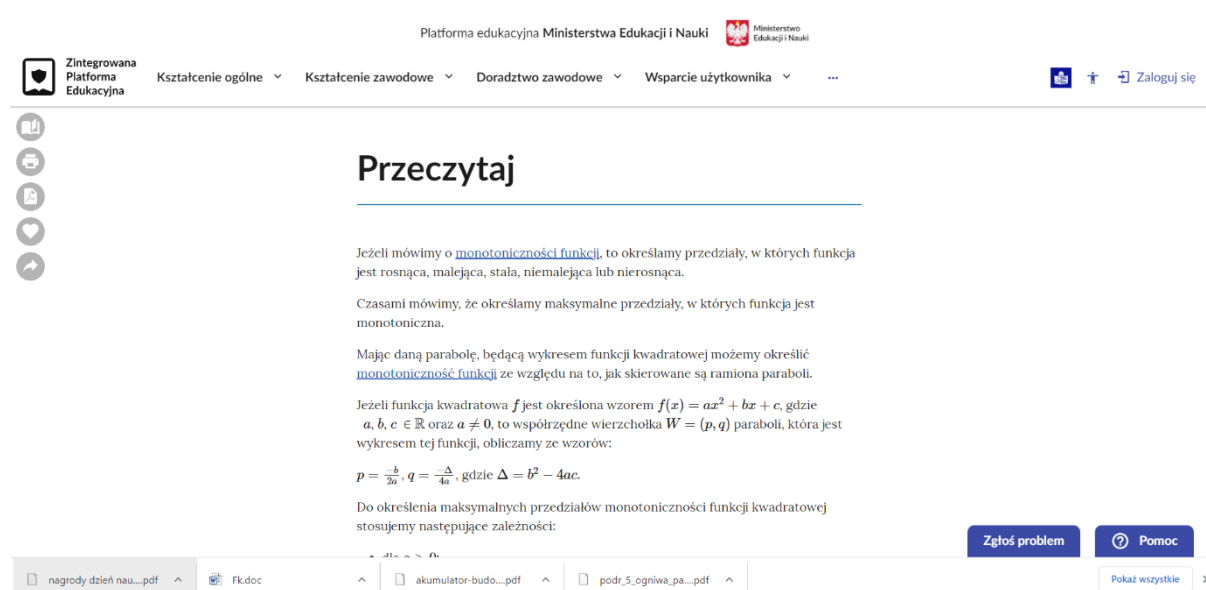 Platforma edukacyjna Ministerstwa Edukacji i Nauki
Ministerstwo
Edukacji i Nauki
Zintegrowana
Platforma
Edukacyjna
Kształcenie ogólne
Kształcenie zawodowe
Doradztwo zawodowe
Wsparcie użytkownika
...
Zaloguj się
Przeczytaj
Jeżeli mówimy o monotoniczności funkcji, to określamy przedziały, w których funkcja
jest rosnąca, malejąca, stała, niemalejąca lub nierosnąca.
Czasami mówimy, że określamy maksymalne przedziały, w których funkcja jest
monotoniczna.
Mając daną parabolę, będącą wykresem funkcji kwadratowej możemy określić
monotoniczność funkcji ze względu na to, jak skierowane są ramiona paraboli.
Jeżeli funkcja kwadratowa f jest określona wzorem f(x) = ax² + bx + c, gdzie
a, b, c ∈ ℝ oraz a ≠ 0, to współrzędne wierzchołka W = (p, q) paraboli, która jest
wykresem tej funkcji, obliczamy ze wzorów:
p = -b/2a, q = -Δ/4a, gdzie Δ = b² − 4ac.
Do określenia maksymalnych przedziałów monotoniczności funkcji kwadratowej
stosujemy następujące zależności:
Zgłoś problem
Pomoc
nagrody dzień nau....pdf
Fk.doc
akumulator-budo....pdf
podr_5_ogniwa_pa....pdf
Pokaż wszystkie